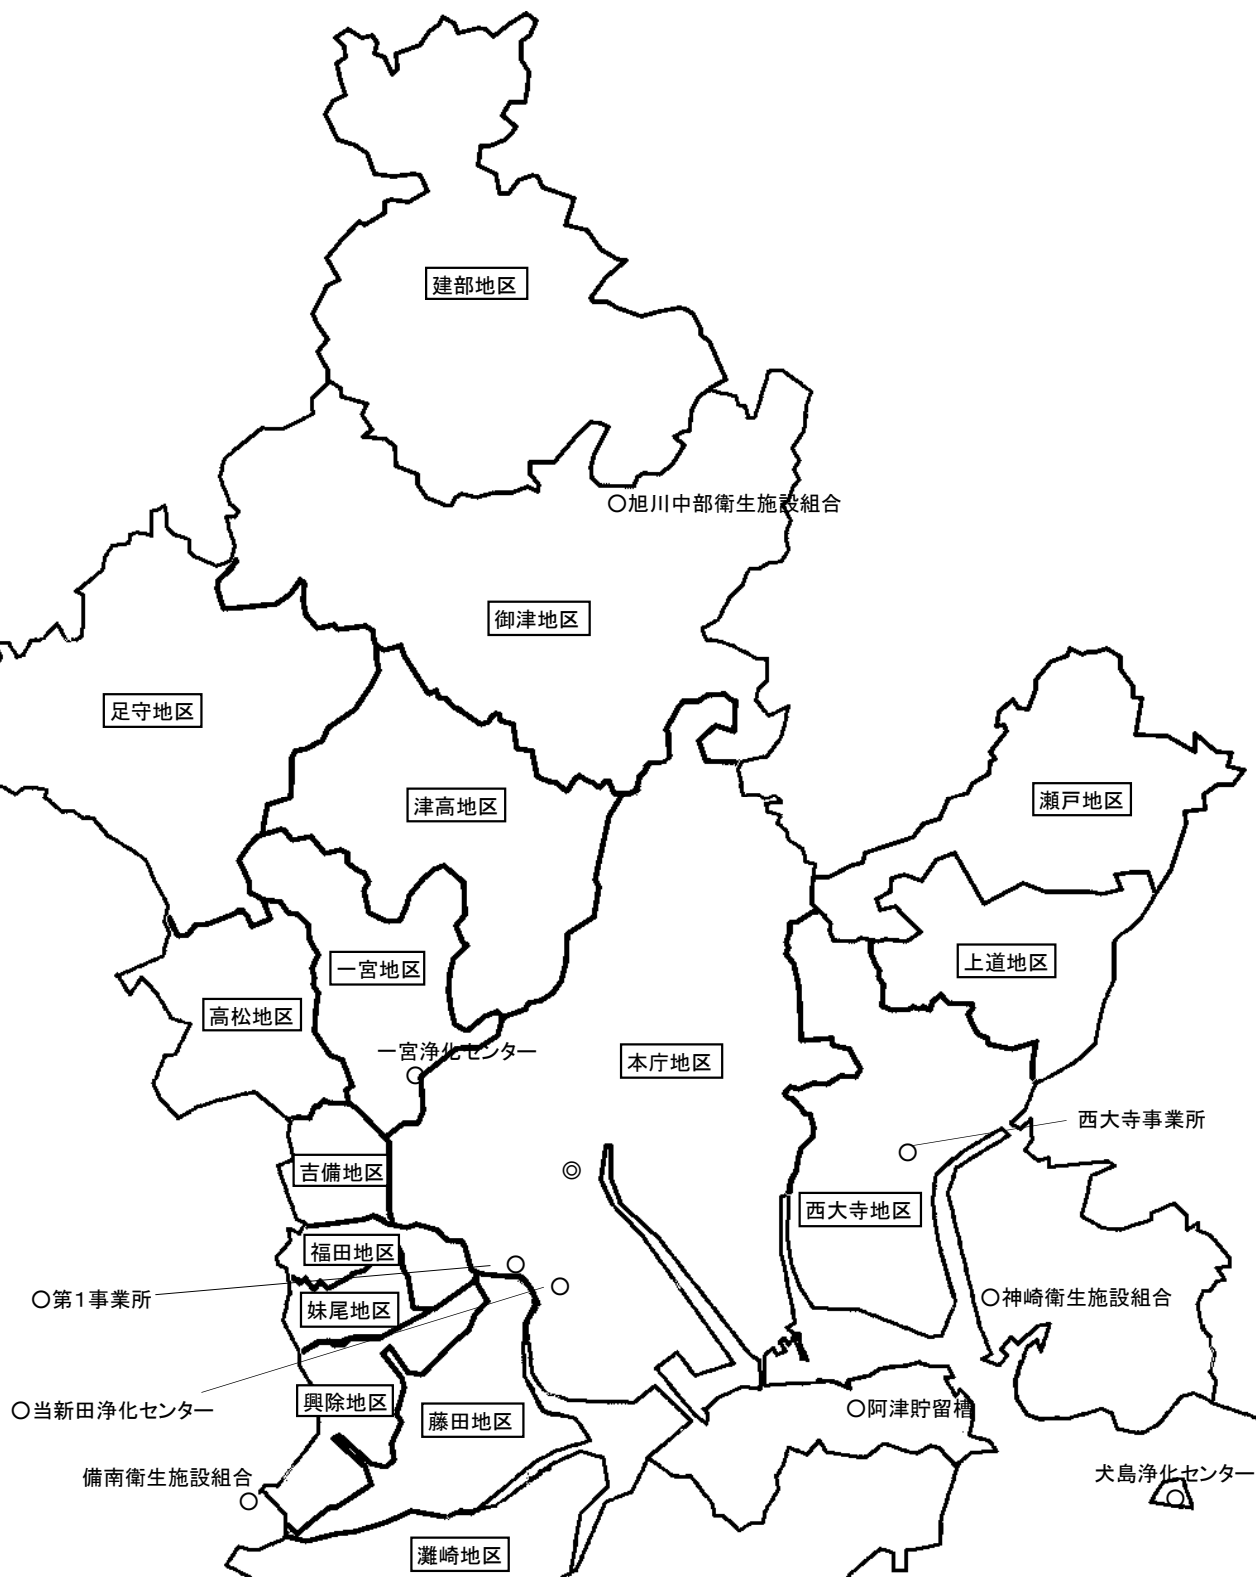 建部地区
○旭川中部衛生施設組合
御津地区
足守地区
瀬戸地区
津高地区
上道地区
一宮地区
高松地区
一宮浄化センター
本庁地区
西大寺事業所
吉備地区
西大寺地区
福田地区
○神崎衛生施設組合
○第1事業所
妹尾地区
興除地区
○阿津貯留槽
○当新田浄化センター
藤田地区
犬島浄化センター
備南衛生施設組合
灘崎地区